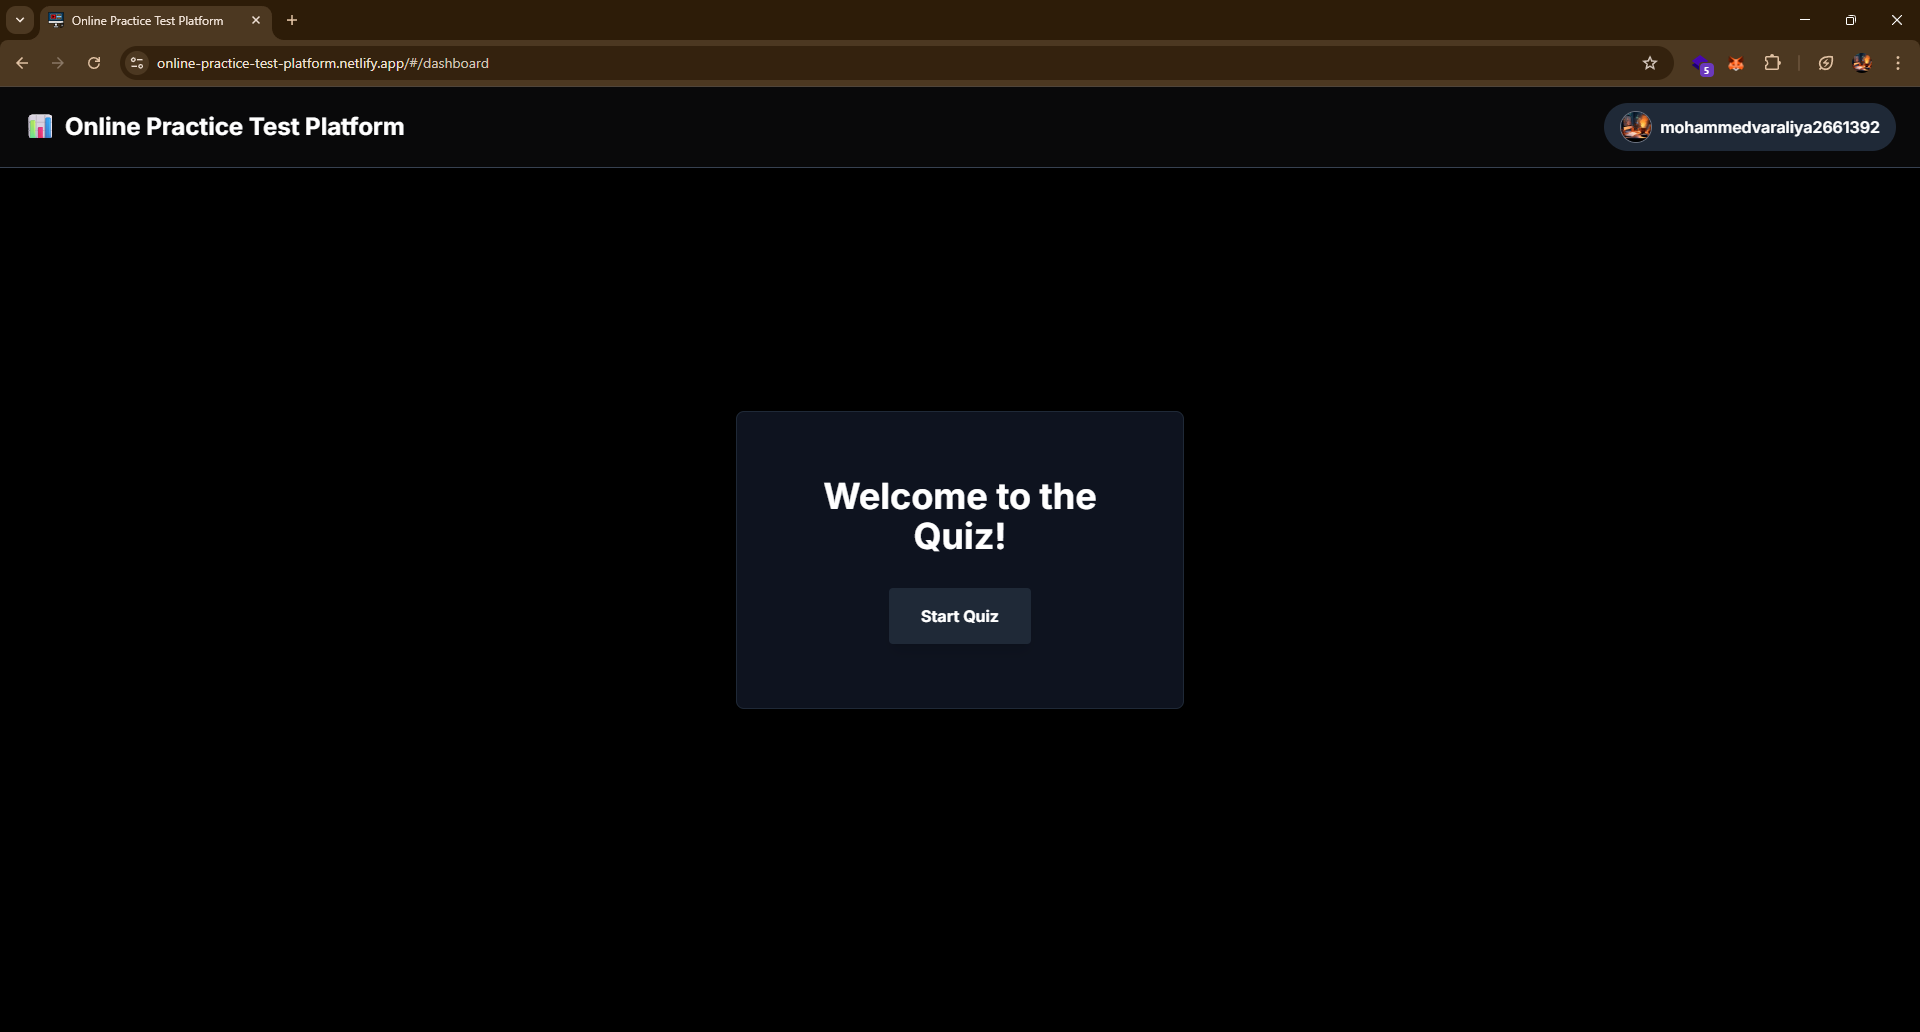 Online Practice Test Platform
online-practice-test-platform.netlify.app/#/dashboard
5
Online Practice Test Platform
mohammedvaraliya2661392
Welcome to the
Quiz!
Start Quiz